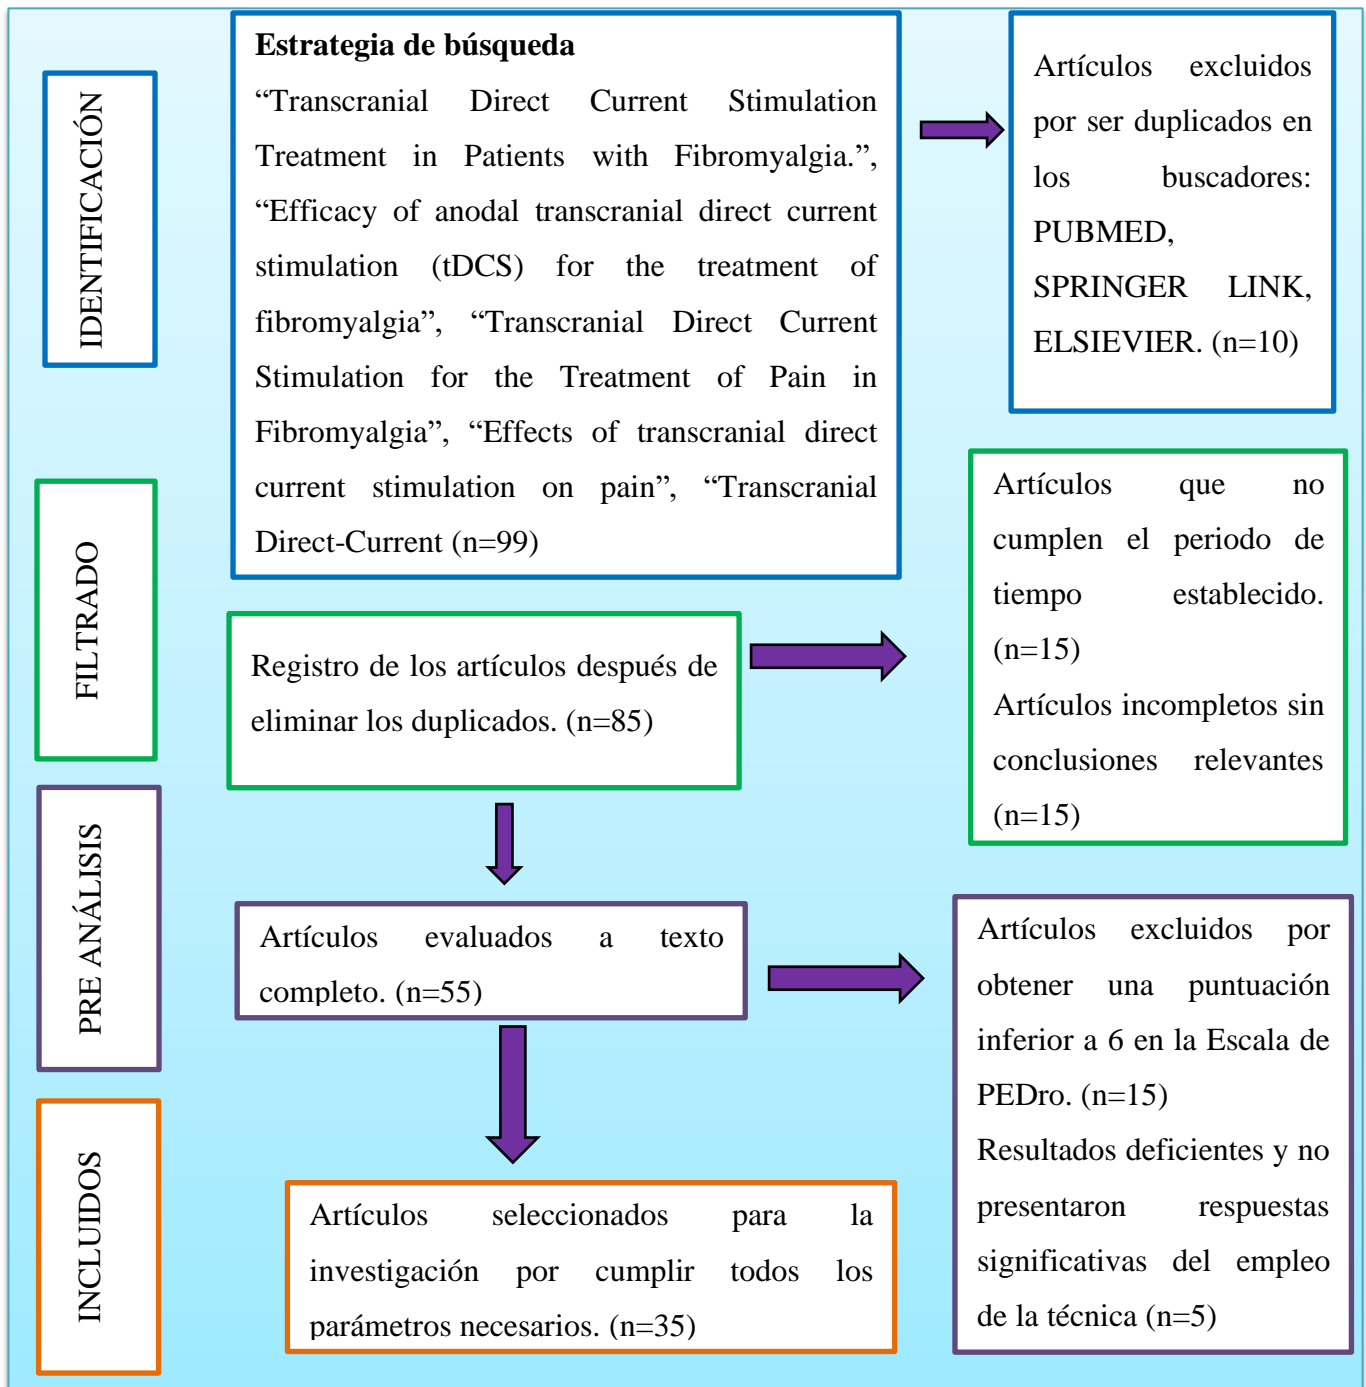 IDENTIFICACIÓN
Estrategia de búsqueda
“Transcranial Direct Current Stimulation
Treatment in Patients with Fibromyalgia.”,
“Efficacy of anodal transcranial direct current
stimulation (tDCS) for the treatment of
fibromyalgia”, “Transcranial Direct Current
Stimulation for the Treatment of Pain in
Fibromyalgia”, “Effects of transcranial direct
current stimulation on pain”, “Transcranial
Direct-Current (n=99)
Artículos excluidos
por ser duplicados en
los buscadores:
PUBMED,
SPRINGER LINK,
ELSIEVIER. (n=10)
FILTRADO
Registro de los artículos después de
eliminar los duplicados. (n=85)
Artículos que no
cumplen el periodo de
tiempo establecido.
(n=15)
Artículos incompletos sin
conclusiones relevantes
(n=15)
PRE ANÁLISIS
Artículos evaluados a texto
completo. (n=55)
Artículos excluidos por
obtener una puntuación
inferior a 6 en la Escala de
PEDro. (n=15)
Resultados deficientes y no
presentaron respuestas
significativas del empleo
de la técnica (n=5)
INCLUIDOS
Artículos seleccionados para la
investigación por cumplir todos los
parámetros necesarios. (n=35)